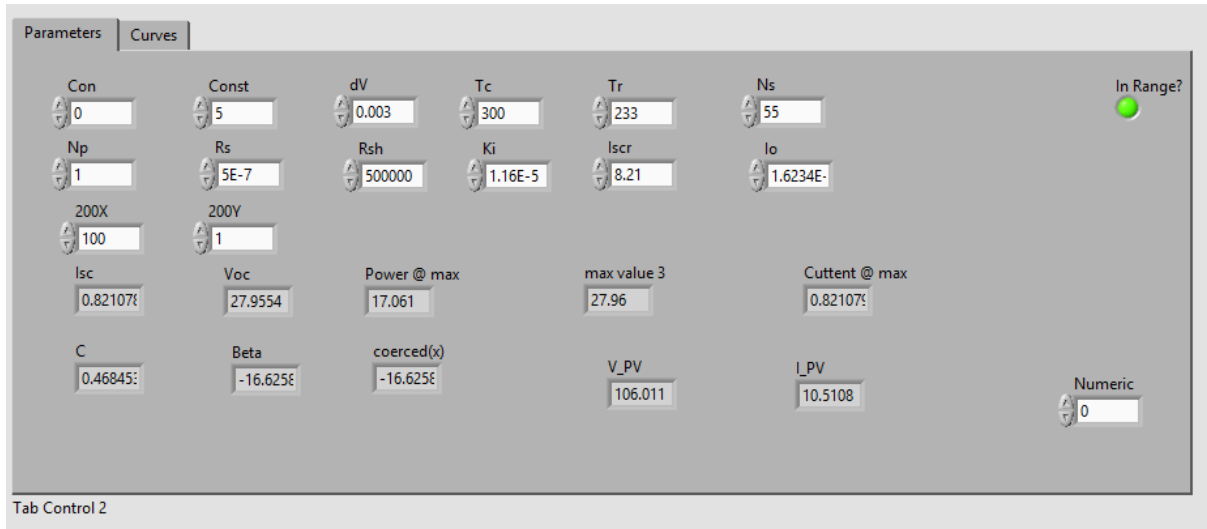 Parameters Curves
Con Const dV Tc Tr Ns In Range?
0 5 0.003 300 233 55
Np Rs Rsh Ki Iscr Io
1 5E-7 500000 1.16E-5 8.21 1.6234E-
200X 200Y
100 1
Isc Voc Power @ max max value 3 Cuttent @ max
0.821078 27.9554 17.061 27.96 0.821079
C Beta coerced(x) V_PV I_PV
0.468453 -16.6258 -16.6258 106.011 10.5108
Numeric
0
Tab Control 2